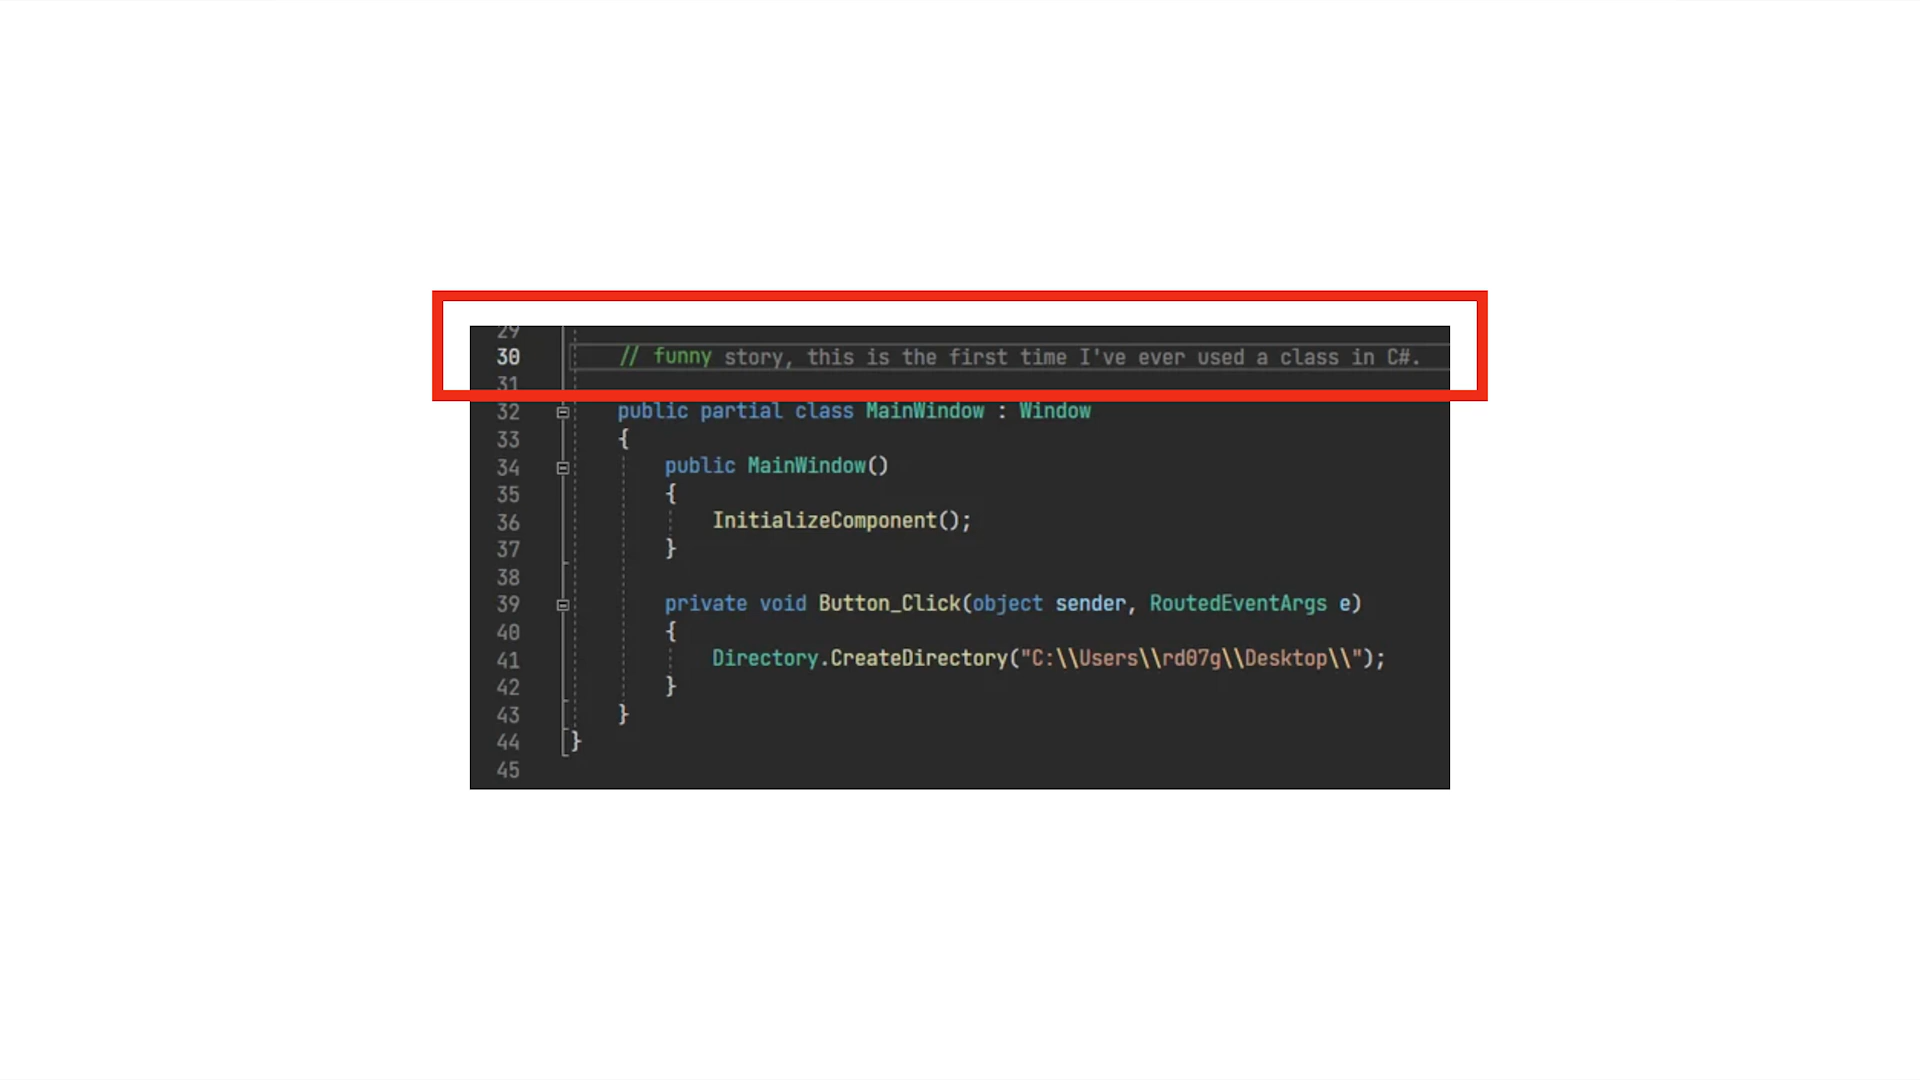 29
30 // funny story, this is the first time I've ever used a class in C#.
31
32 public partial class MainWindow : Window
33 {
34 public MainWindow()
35 {
36 InitializeComponent();
37 }
38
39 private void Button_Click(object sender, RoutedEventArgs e)
40 {
41 Directory.CreateDirectory("C:\\Users\\rd07g\\Desktop\\");
42 }
43 }
44 }
45